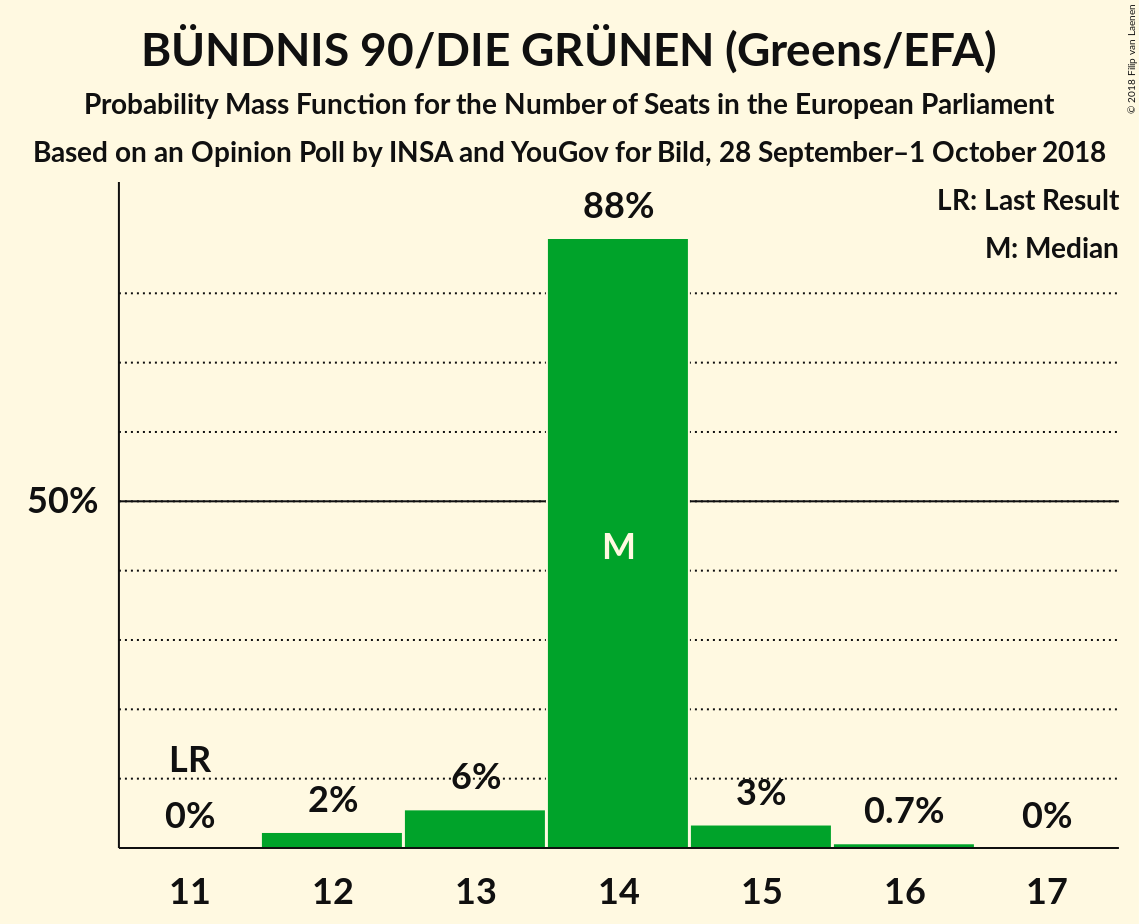 BÜNDNIS 90/DIE GRÜNEN (Greens/EFA)
Probability Mass Function for the Number of Seats in the European Parliament
Based on an Opinion Poll by INSA and YouGov for Bild, 28 September–1 October 2018
© 2018 Filip van Laenen
LR: Last Result
M: Median
88%
50%
M
LR
0%
2%
6%
3%
0.7%
0%
11 12 13 14 15 16 17